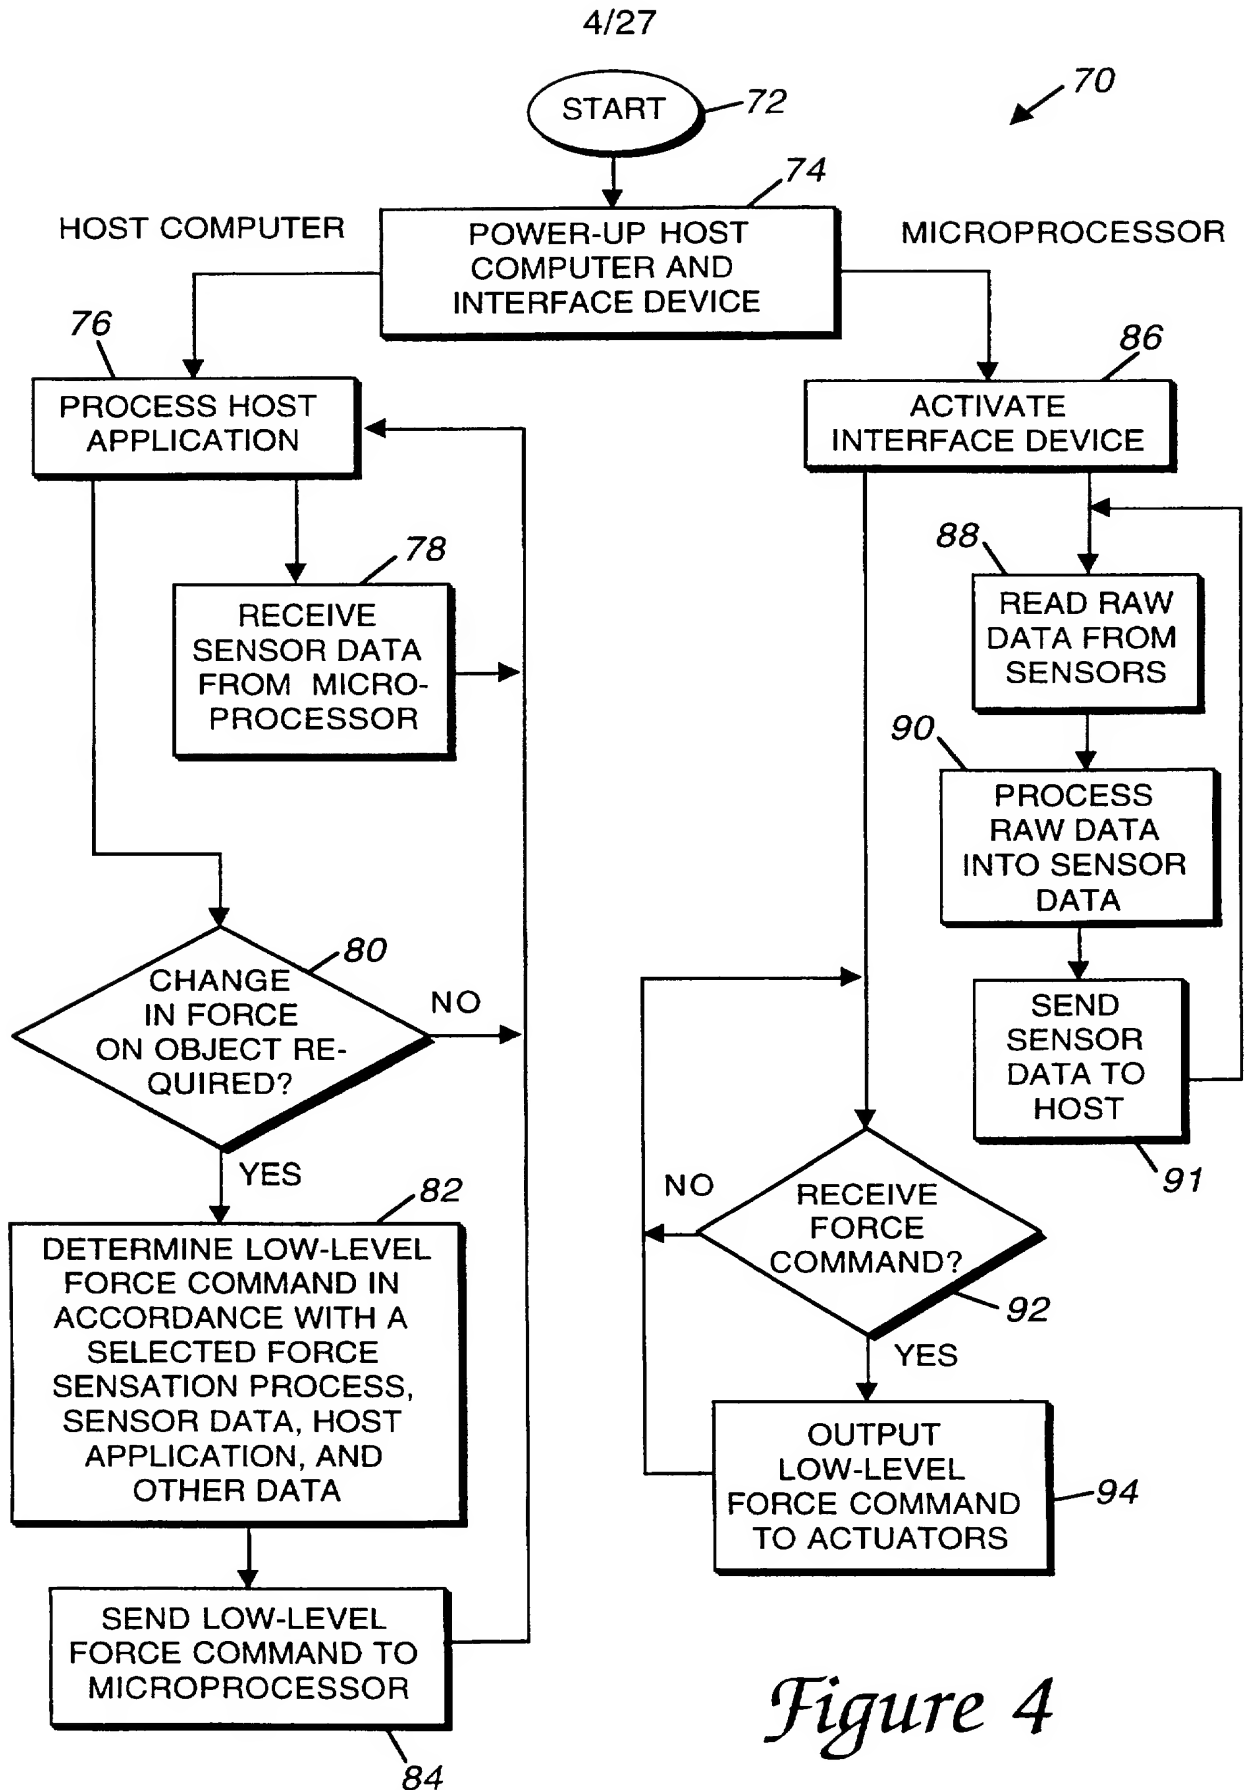 4/27
START
72
70
74
HOST COMPUTER
POWER-UP HOST
COMPUTER AND
INTERFACE DEVICE
MICROPROCESSOR
76
PROCESS HOST
APPLICATION
86
ACTIVATE
INTERFACE DEVICE
78
RECEIVE
SENSOR DATA
FROM MICRO-
PROCESSOR
88
READ RAW
DATA FROM
SENSORS
90
PROCESS
RAW DATA
INTO SENSOR
DATA
80
CHANGE
IN FORCE
ON OBJECT RE-
QUIRED?
NO
YES
SEND
SENSOR
DATA TO
HOST
91
82
DETERMINE LOW-LEVEL
FORCE COMMAND IN
ACCORDANCE WITH A
SELECTED FORCE
SENSATION PROCESS,
SENSOR DATA, HOST
APPLICATION, AND
OTHER DATA
NO
RECEIVE
FORCE
COMMAND?
92
YES
OUTPUT
LOW-LEVEL
FORCE COMMAND
TO ACTUATORS
94
SEND LOW-LEVEL
FORCE COMMAND TO
MICROPROCESSOR
84
Figure 4